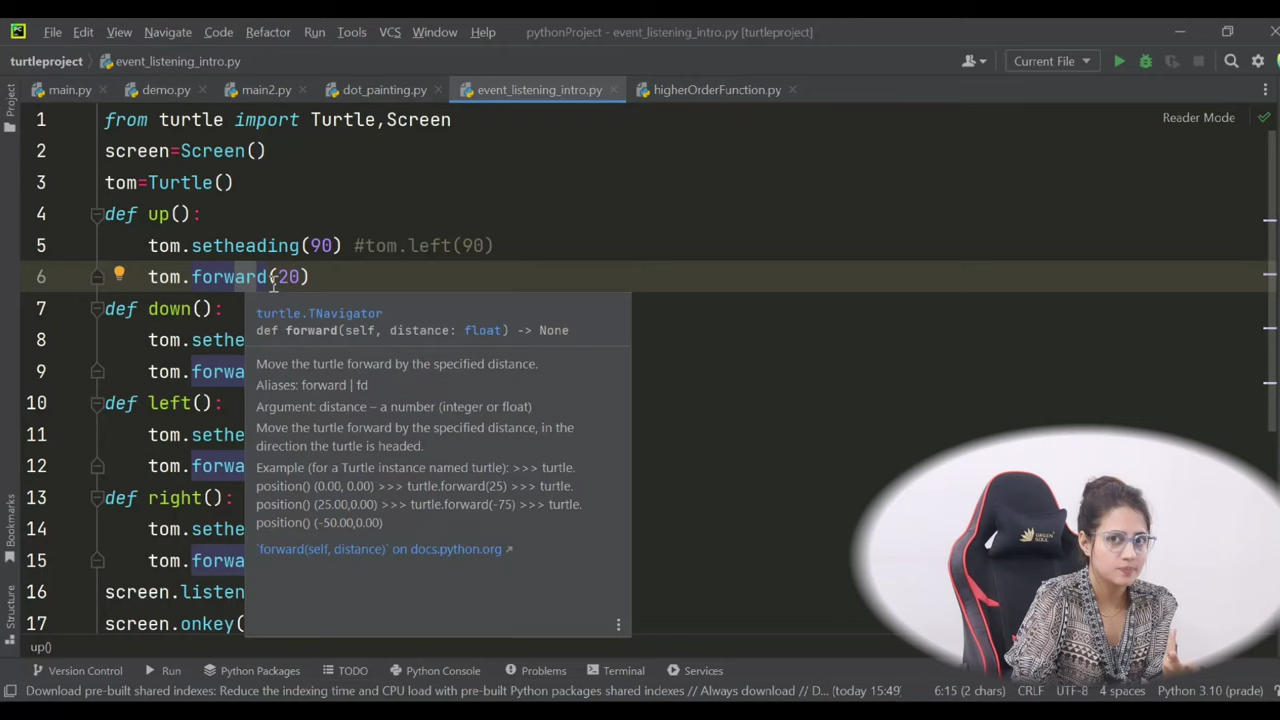 PC File Edit View Navigate Code Refactor Run Tools VCS Window Help pythonProject - event_listening_intro.py [turtleproject]
turtleproject event_listening_intro.py Current File
main.py demo.py main2.py dot_painting.py event_listening_intro.py higherOrderFunction.py
Reader Mode
Project
Bookmarks
Structure
1 from turtle import Turtle,Screen
2 screen=Screen()
3 tom=Turtle()
4 def up():
5 tom.setheading(90) #tom.left(90)
6 tom.forward(20)
7 def down():
8 tom.sethe
9 tom.forwa
10 def left():
11 tom.sethe
12 tom.forwa
13 def right():
14 tom.sethe
15 tom.forwa
16 screen.listen
17 screen.onkey(
turtle.TNavigator
def forward(self, distance: float) -> None
Move the turtle forward by the specified distance.
Aliases: forward | fd
Argument: distance – a number (integer or float)
Move the turtle forward by the specified distance, in the
direction the turtle is headed.
Example (for a Turtle instance named turtle): >>> turtle.
position() (0.00, 0.00) >>> turtle.forward(25) >>> turtle.
position() (25.00,0.00) >>> turtle.forward(-75) >>> turtle.
position() (-50.00,0.00)
`forward(self, distance)` on docs.python.org
GREEN
SOUL
up()
Version Control Run Python Packages TODO Python Console Problems Terminal Services
Download pre-built shared indexes: Reduce the indexing time and CPU load with pre-built Python packages shared indexes // Always download // D... (today 15:49) 6:15 (2 chars) CRLF UTF-8 4 spaces Python 3.10 (prade)